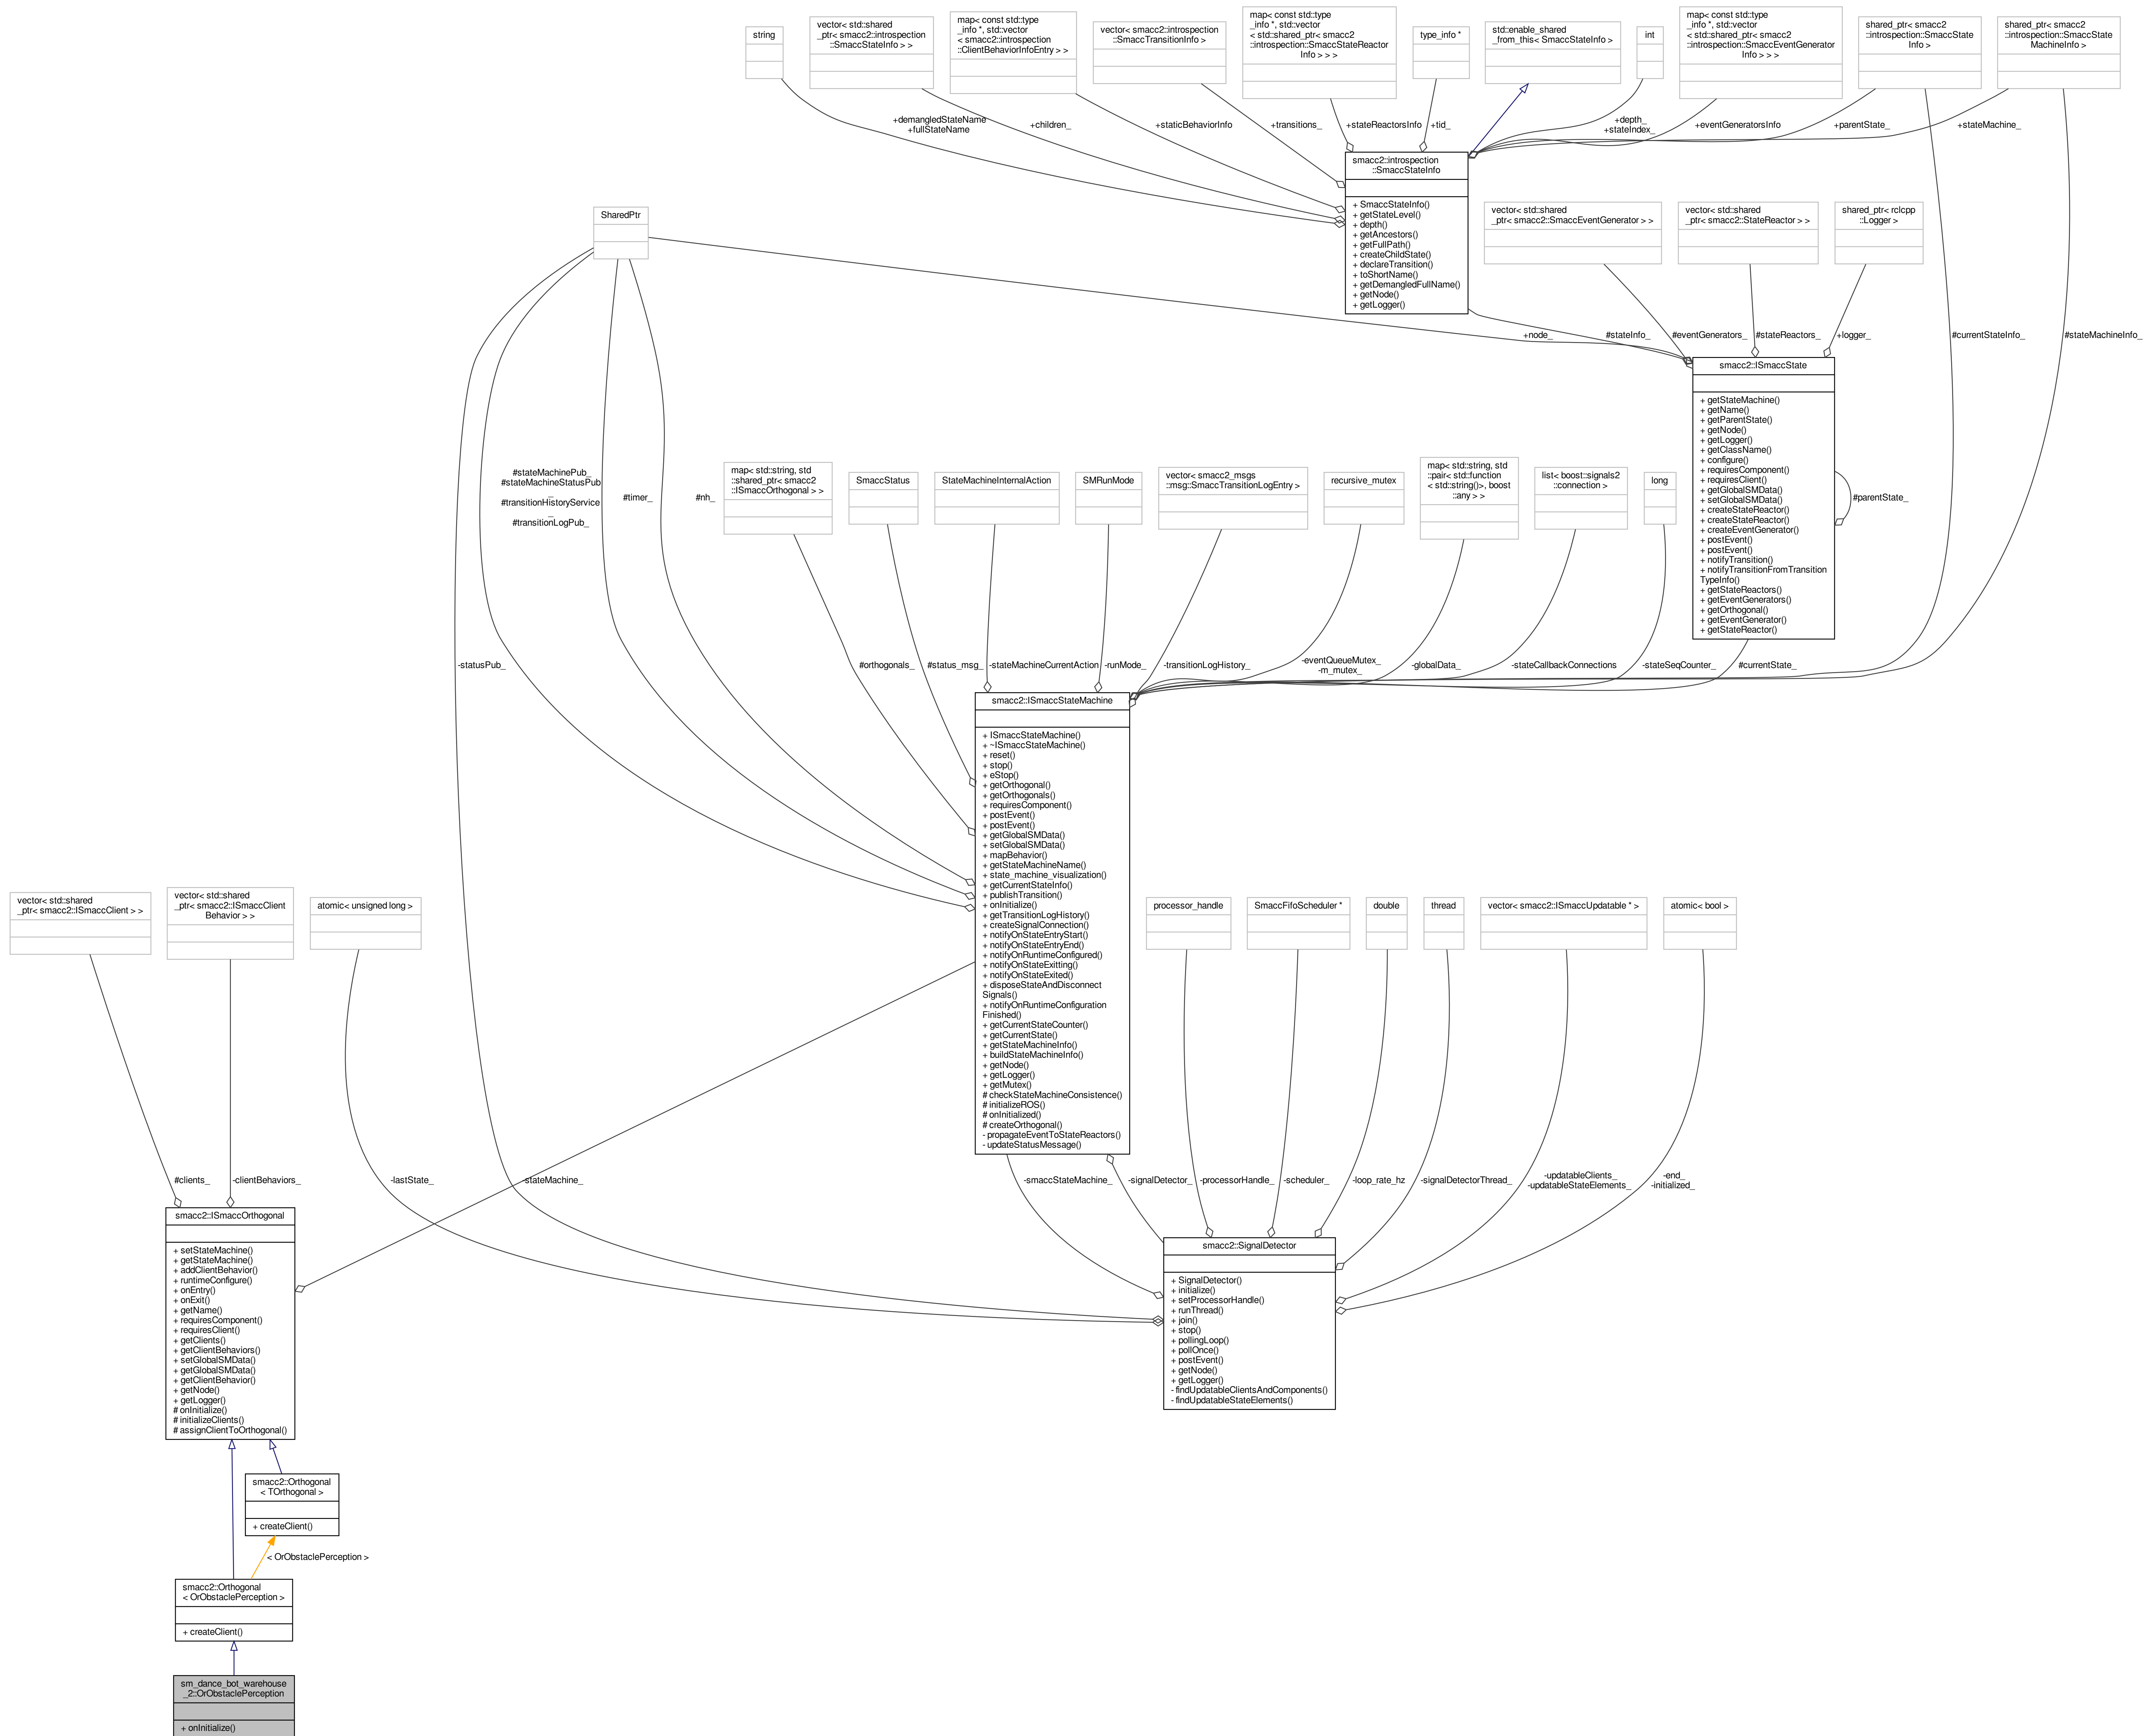 string
vector< std::shared
_ptr< smacc2::introspection
::SmaccStateInfo > >
map< const std::type
_info *, std::vector
< smacc2::introspection
::ClientBehaviorInfoEntry > >
vector< smacc2::introspection
::SmaccTransitionInfo >
map< const std::type
_info *, std::vector
< std::shared_ptr< smacc2
::introspection::SmaccStateReactor
Info > > >
type_info *
std::enable_shared
_from_this< SmaccStateInfo >
int
map< const std::type
_info *, std::vector
< std::shared_ptr< smacc2
::introspection::SmaccEventGenerator
Info > > >
shared_ptr< smacc2
::introspection::SmaccState
Info >
shared_ptr< smacc2
::introspection::SmaccState
MachineInfo >
+demangledStateName
+fullStateName
+children_
+staticBehaviorInfo
+transitions_
+stateReactorsInfo
+tid_
+depth_
+stateIndex_
+eventGeneratorsInfo
+parentState_
+stateMachine_
smacc2::introspection
::SmaccStateInfo
+ SmaccStateInfo()
+ getStateLevel()
+ depth()
+ getAncestors()
+ getFullPath()
+ createChildState()
+ declareTransition()
+ toShortName()
+ getDemangledFullName()
+ getNode()
+ getLogger()
SharedPtr
vector< std::shared
_ptr< smacc2::SmaccEventGenerator > >
vector< std::shared
_ptr< smacc2::StateReactor > >
shared_ptr< rclcpp
::Logger >
+node_
#stateInfo_
#eventGenerators_
#stateReactors_
+logger_
#currentStateInfo_
#stateMachineInfo_
smacc2::ISmaccState
+ getStateMachine()
+ getName()
+ getParentState()
+ getNode()
+ getLogger()
+ getClassName()
+ configure()
+ requiresComponent()
+ requiresClient()
+ getGlobalSMData()
+ setGlobalSMData()
+ createStateReactor()
+ createStateReactor()
+ createEventGenerator()
+ postEvent()
+ postEvent()
+ notifyTransition()
+ notifyTransitionFromTransition
TypeInfo()
+ getStateReactors()
+ getEventGenerators()
+ getOrthogonal()
+ getEventGenerator()
+ getStateReactor()
#parentState_
#stateMachinePub_
#stateMachineStatusPub
_
#transitionHistoryService
_
#transitionLogPub_
#timer_
#nh_
map< std::string, std
::shared_ptr< smacc2
::ISmaccOrthogonal > >
SmaccStatus
StateMachineInternalAction
SMRunMode
vector< smacc2_msgs
::msg::SmaccTransitionLogEntry >
recursive_mutex
map< std::string, std
::pair< std::function
< std::string()>, boost
::any > >
list< boost::signals2
::connection >
long
-statusPub_
#orthogonals_
#status_msg_
-stateMachineCurrentAction
-runMode_
-transitionLogHistory_
-eventQueueMutex_
-m_mutex_
-globalData_
-stateCallbackConnections
-stateSeqCounter_
#currentState_
smacc2::ISmaccStateMachine
+ ISmaccStateMachine()
+ ~ISmaccStateMachine()
+ reset()
+ stop()
+ eStop()
+ getOrthogonal()
+ getOrthogonals()
+ requiresComponent()
+ postEvent()
+ postEvent()
+ getGlobalSMData()
+ setGlobalSMData()
+ mapBehavior()
+ getStateMachineName()
+ state_machine_visualization()
+ getCurrentStateInfo()
+ publishTransition()
+ onInitialize()
+ getTransitionLogHistory()
+ createSignalConnection()
+ notifyOnStateEntryStart()
+ notifyOnStateEntryEnd()
+ notifyOnRuntimeConfigured()
+ notifyOnStateExitting()
+ notifyOnStateExited()
+ disposeStateAndDisconnect
Signals()
+ notifyOnRuntimeConfiguration
Finished()
+ getCurrentStateCounter()
+ getCurrentState()
+ getStateMachineInfo()
+ buildStateMachineInfo()
+ getNode()
+ getLogger()
+ getMutex()
# checkStateMachineConsistence()
# initializeROS()
# onInitialized()
# createOrthogonal()
- propagateEventToStateReactors()
- updateStatusMessage()
vector< std::shared
_ptr< smacc2::ISmaccClient > >
vector< std::shared
_ptr< smacc2::ISmaccClient
Behavior > >
atomic< unsigned long >
processor_handle
SmaccFifoScheduler *
double
thread
vector< smacc2::ISmaccUpdatable * >
atomic< bool >
#clients_
-clientBehaviors_
-lastState_
-stateMachine_
-smaccStateMachine_
-signalDetector_
-processorHandle_
-scheduler_
-loop_rate_hz
-signalDetectorThread_
-updatableClients_
-updatableStateElements_
-end_
-initialized_
smacc2::ISmaccOrthogonal
+ setStateMachine()
+ getStateMachine()
+ addClientBehavior()
+ runtimeConfigure()
+ onEntry()
+ onExit()
+ getName()
+ requiresComponent()
+ requiresClient()
+ getClients()
+ getClientBehaviors()
+ setGlobalSMData()
+ getGlobalSMData()
+ getClientBehavior()
+ getNode()
+ getLogger()
# onInitialize()
# initializeClients()
# assignClientToOrthogonal()
smacc2::SignalDetector
+ SignalDetector()
+ initialize()
+ setProcessorHandle()
+ runThread()
+ join()
+ stop()
+ pollingLoop()
+ pollOnce()
+ postEvent()
+ getNode()
+ getLogger()
- findUpdatableClientsAndComponents()
- findUpdatableStateElements()
smacc2::Orthogonal
< TOrthogonal >
+ createClient()
< OrObstaclePerception >
smacc2::Orthogonal
< OrObstaclePerception >
+ createClient()
sm_dance_bot_warehouse
_2::OrObstaclePerception
+ onInitialize()